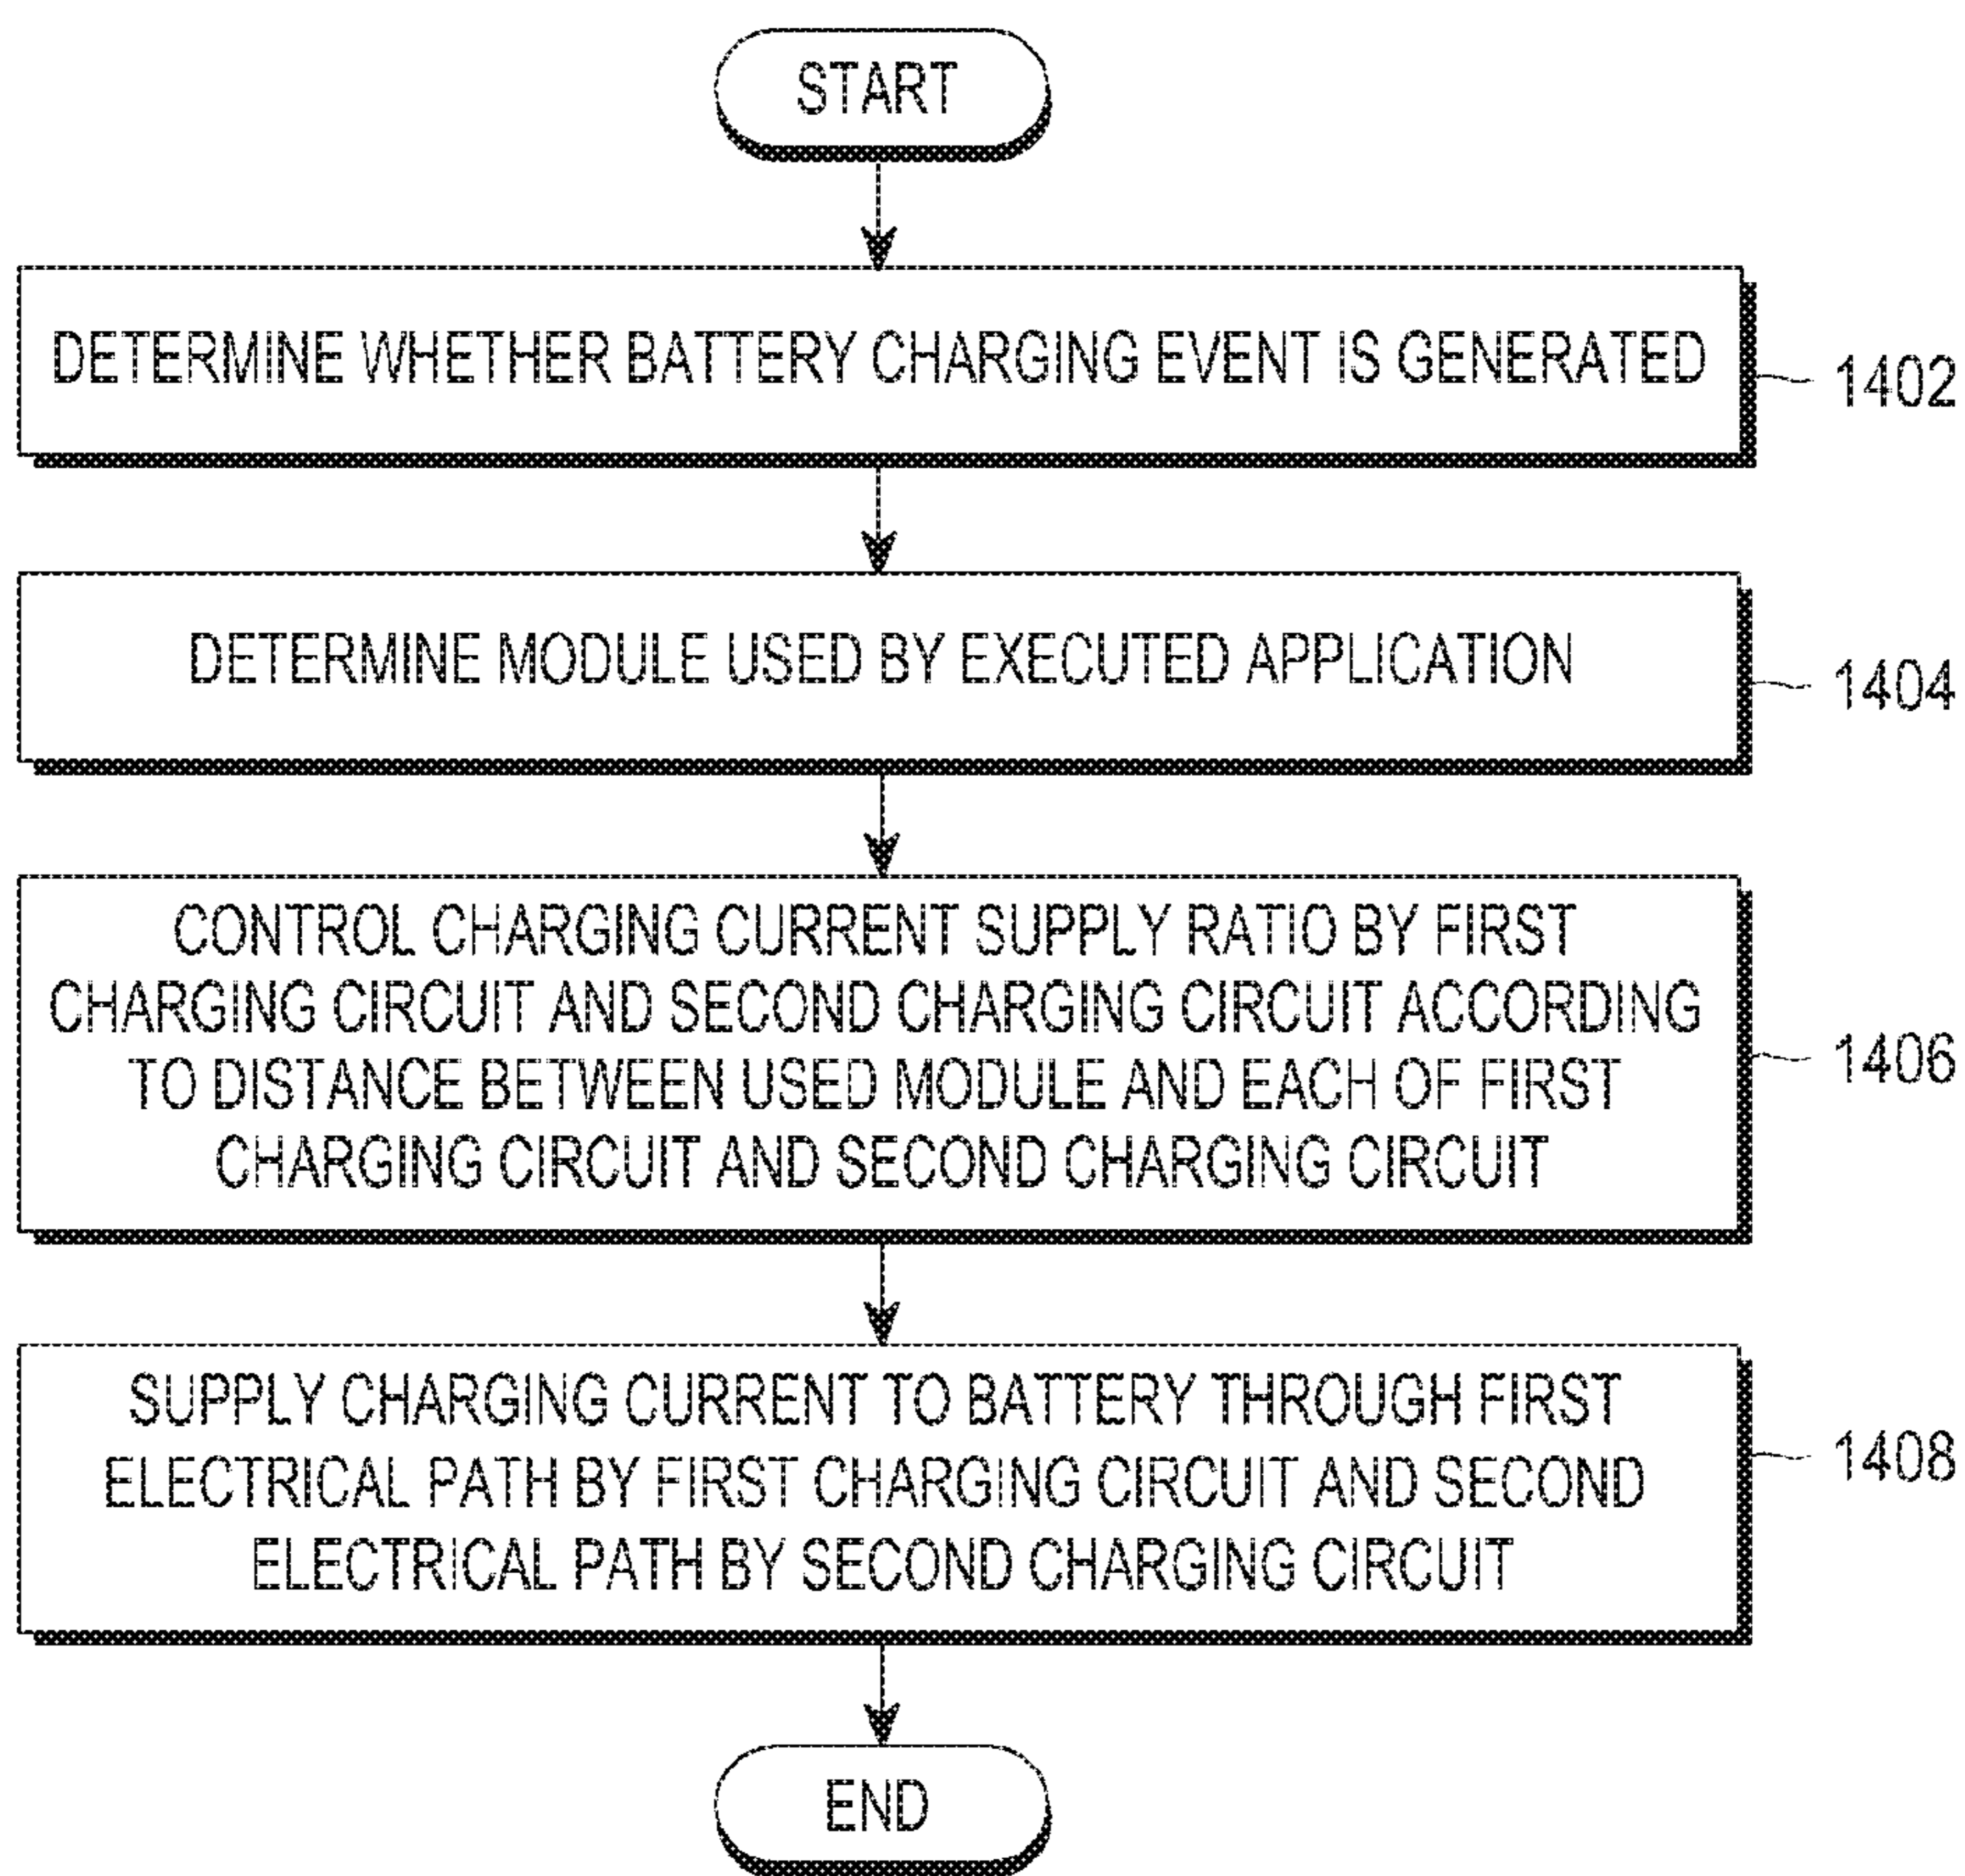 START
DETERMINE WHETHER BATTERY CHARGING EVENT IS GENERATED
1402
DETERMINE MODULE USED BY EXECUTED APPLICATION
1404
CONTROL CHARGING CURRENT SUPPLY RATIO BY FIRST
CHARGING CIRCUIT AND SECOND CHARGING CIRCUIT ACCORDING
TO DISTANCE BETWEEN USED MODULE AND EACH OF FIRST
CHARGING CIRCUIT AND SECOND CHARGING CIRCUIT
1406
SUPPLY CHARGING CURRENT TO BATTERY THROUGH FIRST
ELECTRICAL PATH BY FIRST CHARGING CIRCUIT AND SECOND
ELECTRICAL PATH BY SECOND CHARGING CIRCUIT
1408
END